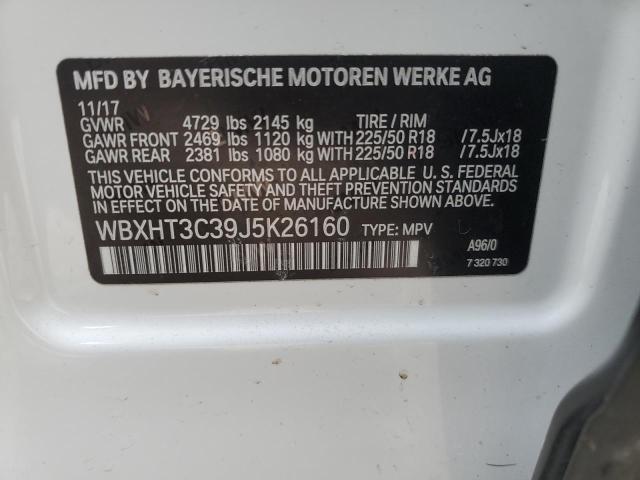 MFD BY BAYERISCHE MOTOREN WERKE AG
11/17
GVWR 4729 lbs 2145 kg TIRE / RIM
GAWR FRONT 2469 lbs 1120 kg WITH 225/50 R18 /7.5Jx18
GAWR REAR 2381 lbs 1080 kg WITH 225/50 R18 /7.5Jx18
THIS VEHICLE CONFORMS TO ALL APPLICABLE U. S. FEDERAL
MOTOR VEHICLE SAFETY AND THEFT PREVENTION STANDARDS
IN EFFECT ON THE DATE OF MANUFACTURE SHOWN ABOVE.
WBXHT3C39J5K26160 TYPE: MPV
A96/0
7 320 730